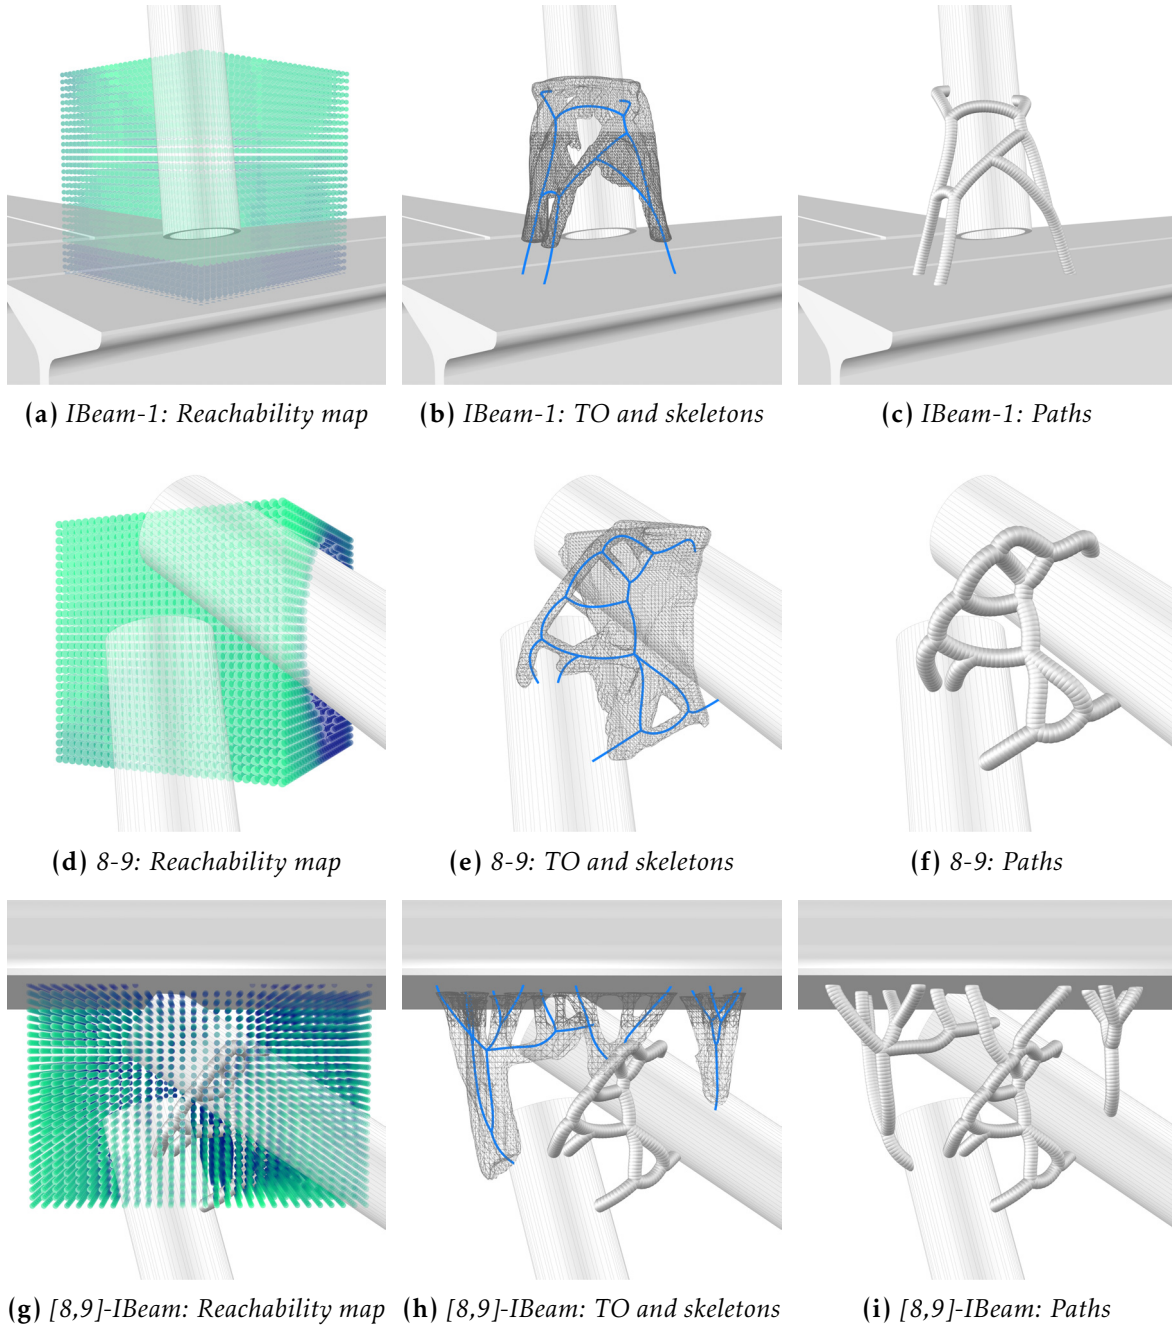 (a) IBeam-1: Reachability map
(b) IBeam-1: TO and skeletons
(c) IBeam-1: Paths
(d) 8-9: Reachability map
(e) 8-9: TO and skeletons
(f) 8-9: Paths
(g) [8,9]-IBeam: Reachability map
(h) [8,9]-IBeam: TO and skeletons
(i) [8,9]-IBeam: Paths